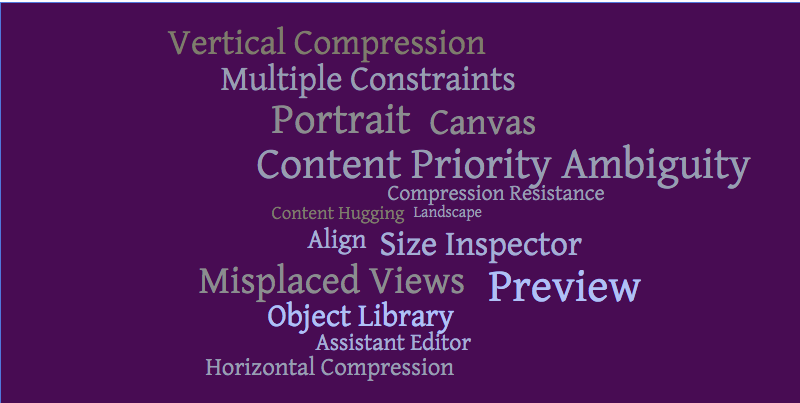 Vertical Compression
Multiple Constraints
Portrait Canvas
Content Priority Ambiguity
Compression Resistance
Content Hugging Landscape
Align Size Inspector
Misplaced Views Preview
Object Library
Assistant Editor
Horizontal Compression